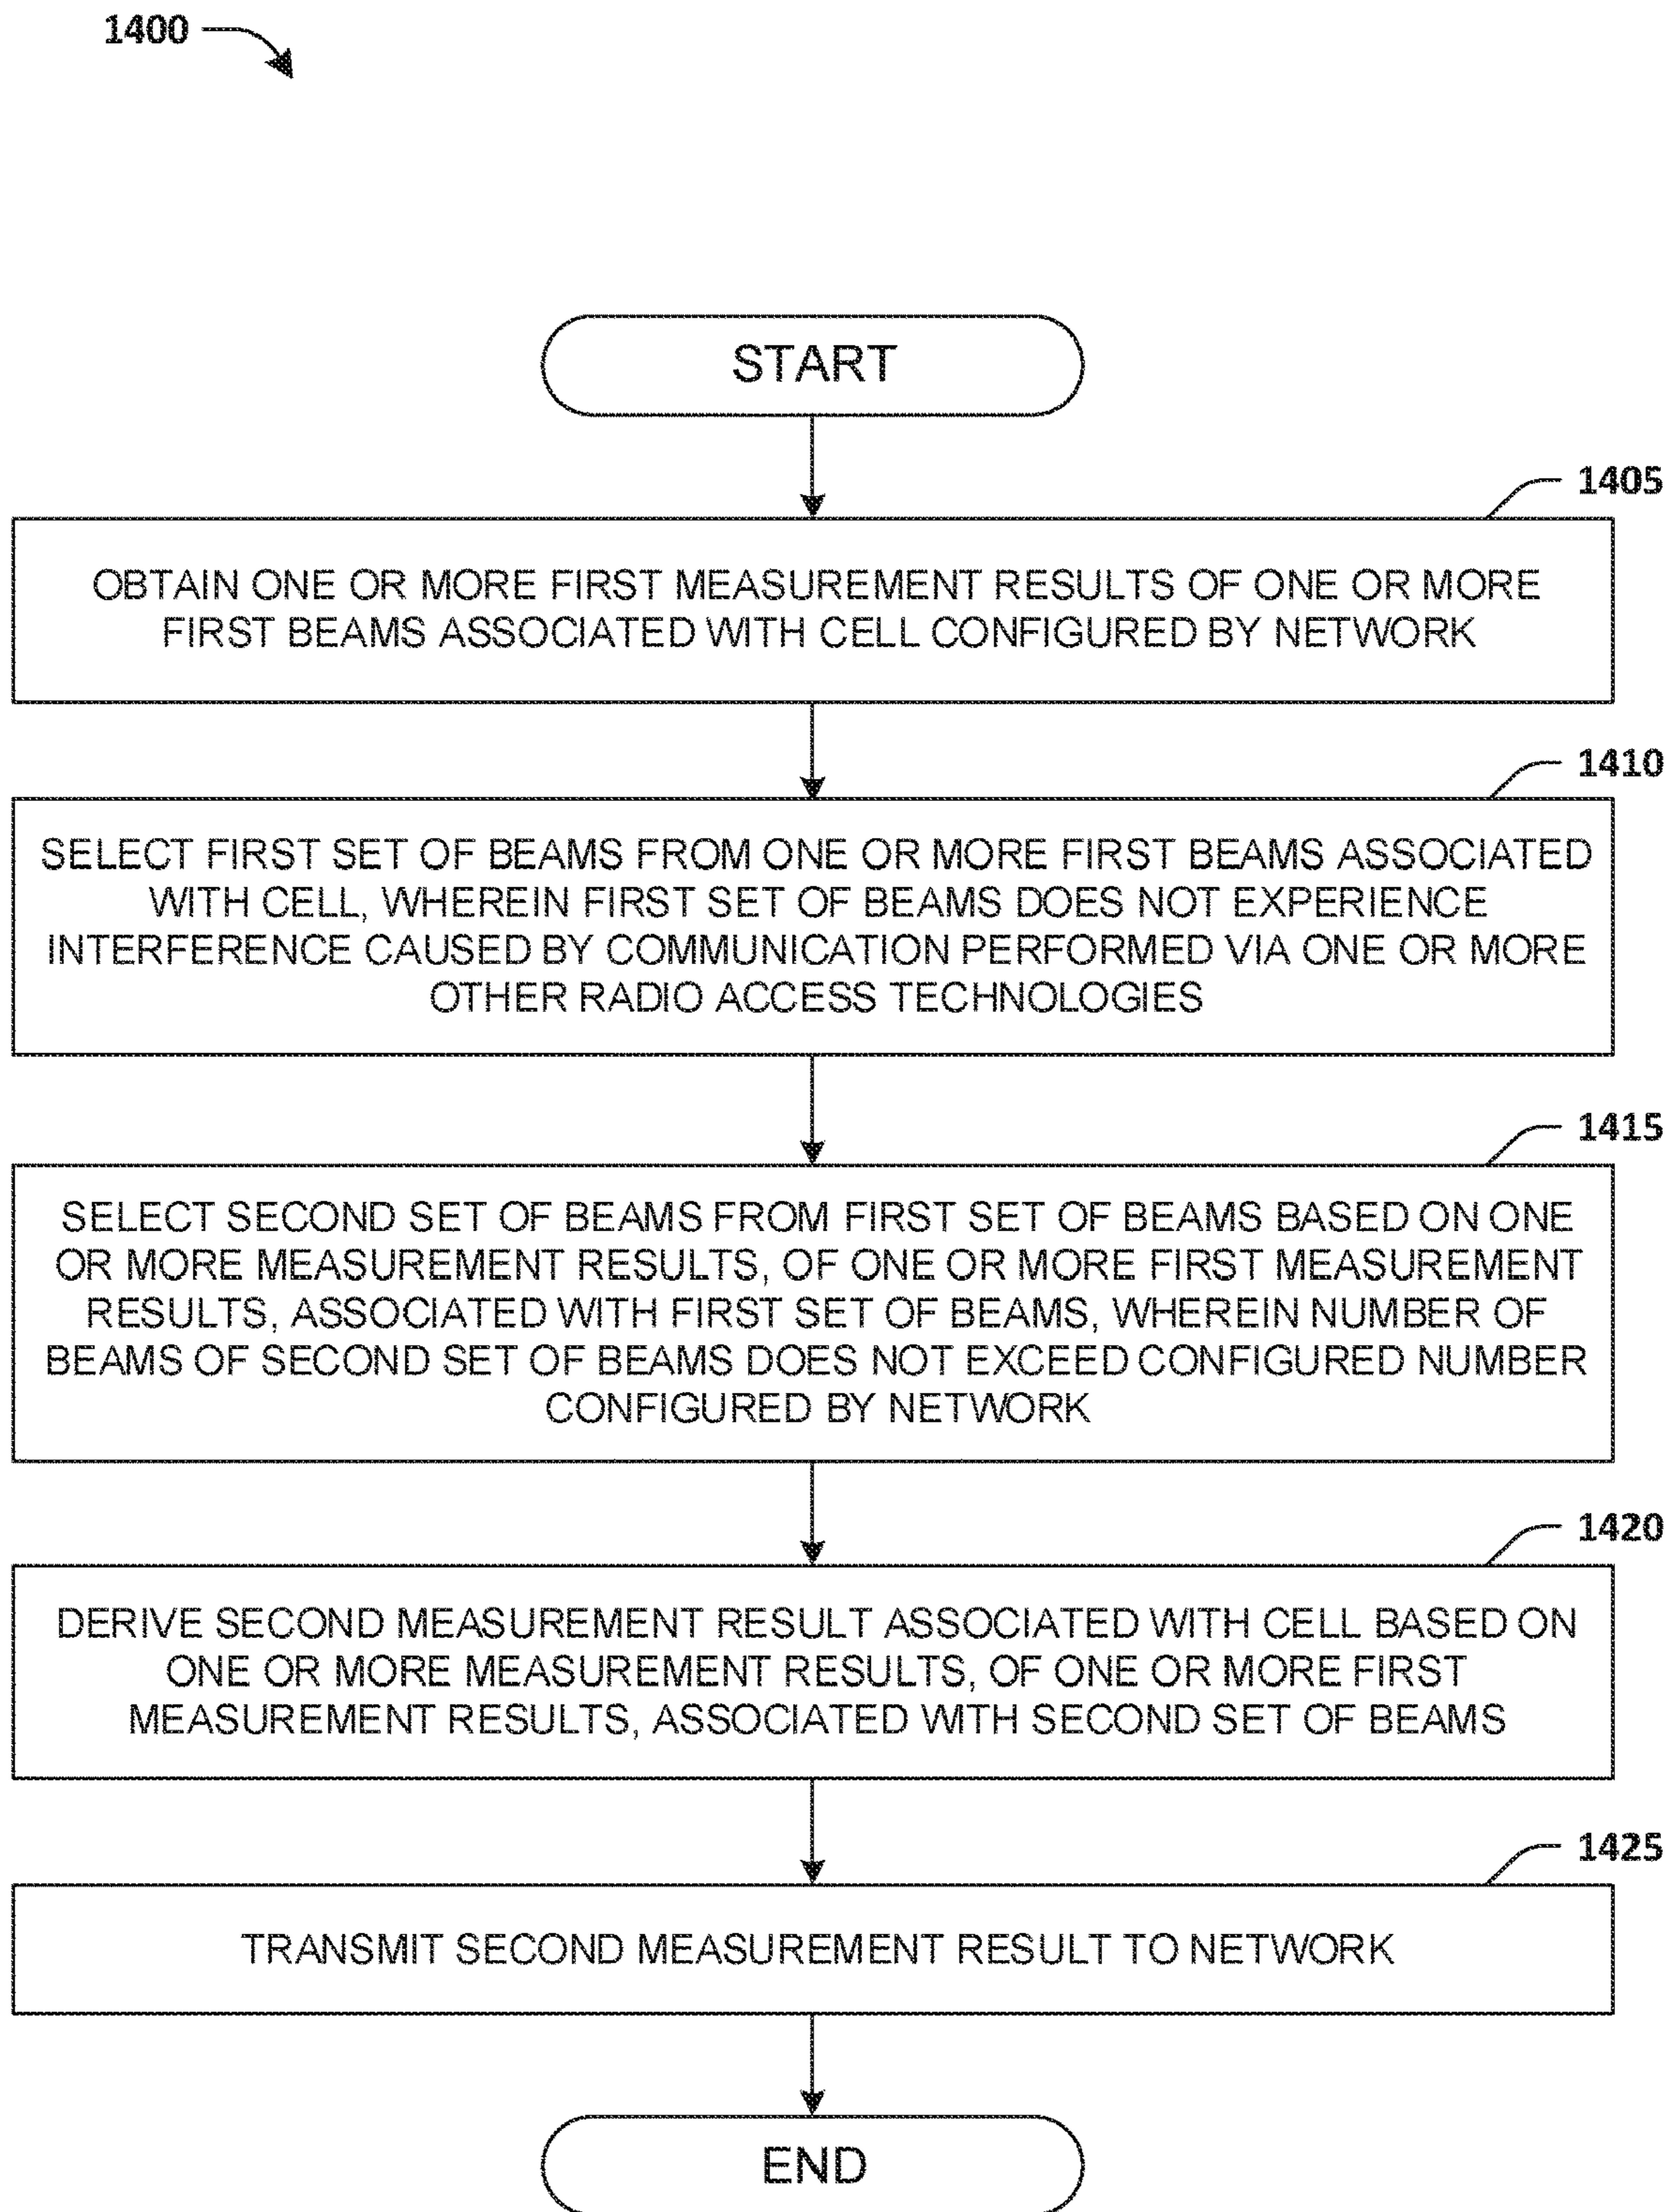 1400
START
1405
OBTAIN ONE OR MORE FIRST MEASUREMENT RESULTS OF ONE OR MORE
FIRST BEAMS ASSOCIATED WITH CELL CONFIGURED BY NETWORK
1410
SELECT FIRST SET OF BEAMS FROM ONE OR MORE FIRST BEAMS ASSOCIATED
WITH CELL, WHEREIN FIRST SET OF BEAMS DOES NOT EXPERIENCE
INTERFERENCE CAUSED BY COMMUNICATION PERFORMED VIA ONE OR MORE
OTHER RADIO ACCESS TECHNOLOGIES
1415
SELECT SECOND SET OF BEAMS FROM FIRST SET OF BEAMS BASED ON ONE
OR MORE MEASUREMENT RESULTS, OF ONE OR MORE FIRST MEASUREMENT
RESULTS, ASSOCIATED WITH FIRST SET OF BEAMS, WHEREIN NUMBER OF
BEAMS OF SECOND SET OF BEAMS DOES NOT EXCEED CONFIGURED NUMBER
CONFIGURED BY NETWORK
1420
DERIVE SECOND MEASUREMENT RESULT ASSOCIATED WITH CELL BASED ON
ONE OR MORE MEASUREMENT RESULTS, OF ONE OR MORE FIRST
MEASUREMENT RESULTS, ASSOCIATED WITH SECOND SET OF BEAMS
1425
TRANSMIT SECOND MEASUREMENT RESULT TO NETWORK
END